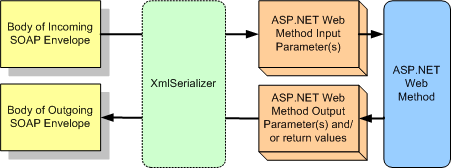 Body of Incoming
SOAP Envelope
XmlSerializer
ASP.NET Web
Method Input
Parameter(s)
ASP.NET
Web
Method
Body of Outgoing
SOAP Envelope
ASP.NET Web
Method Output
Parameter(s) and/
or return values